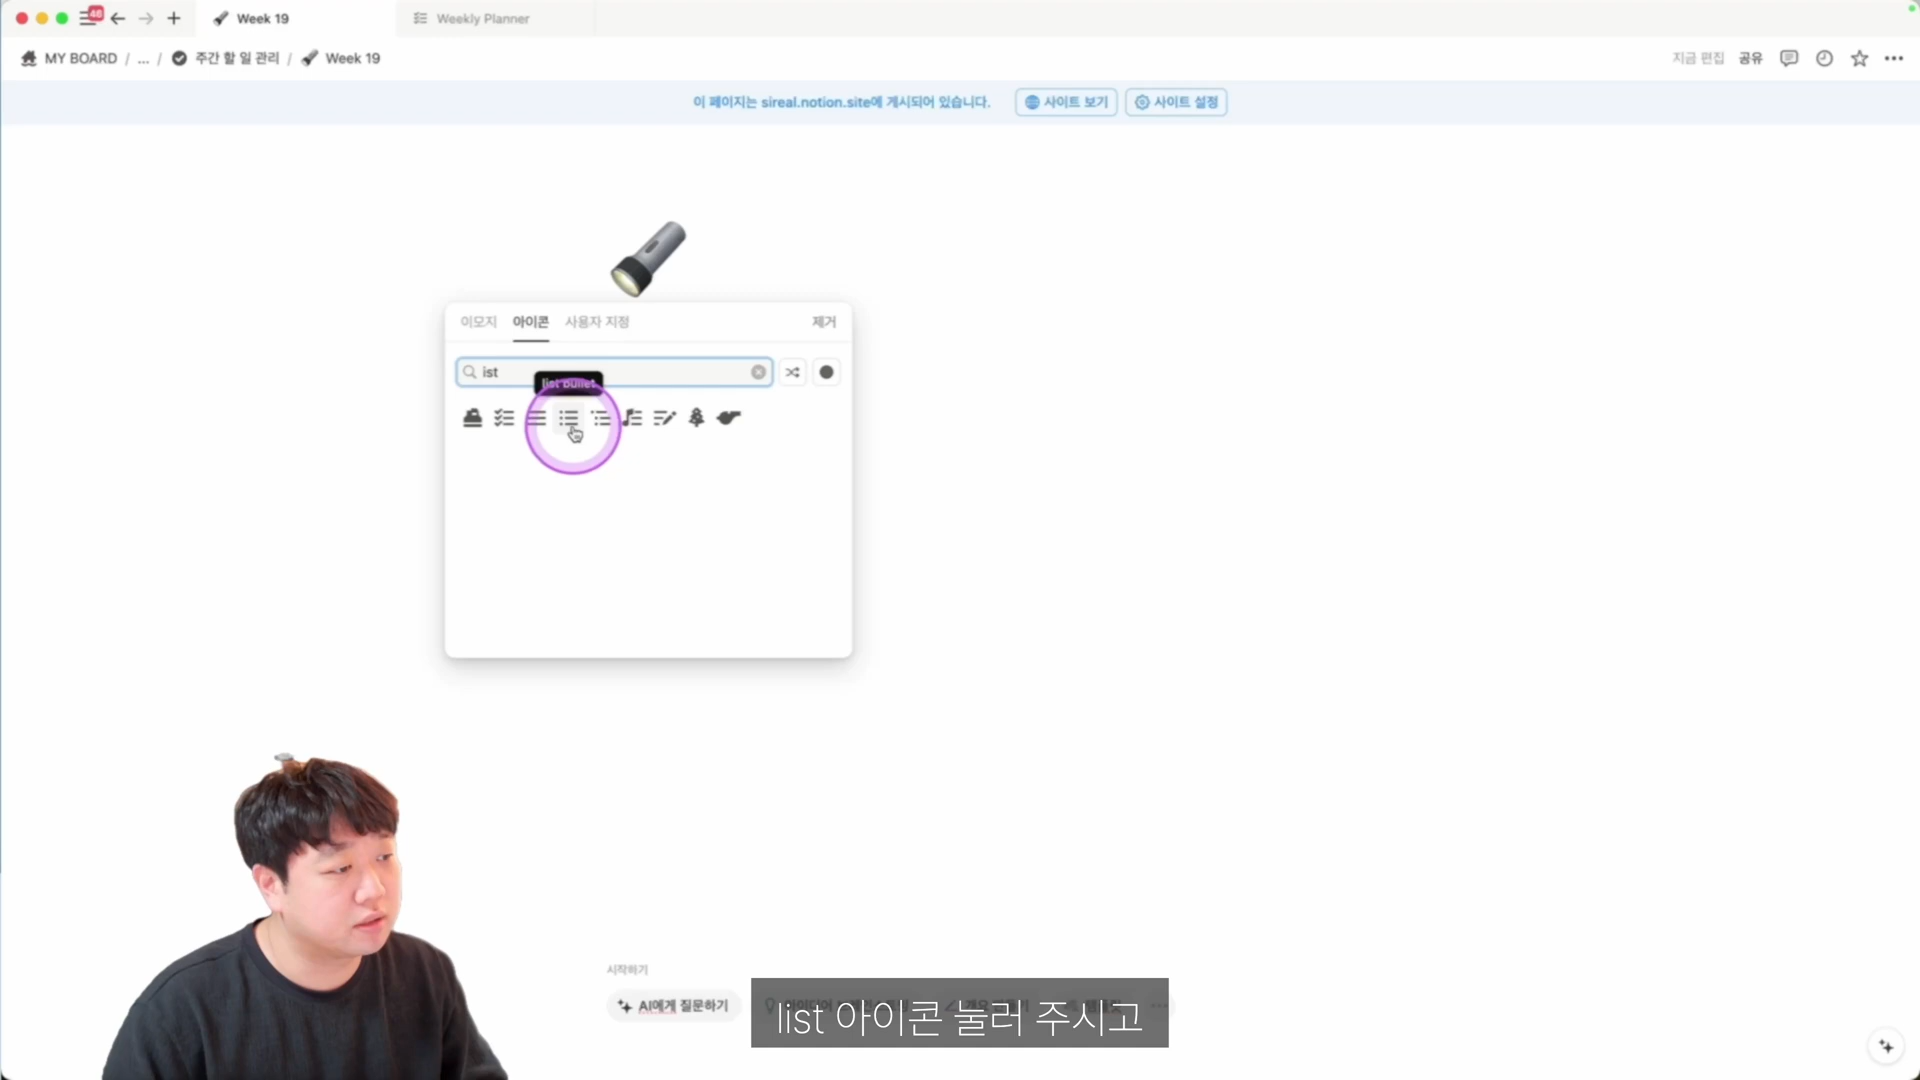 46
Week 19
Weekly Planner
MY BOARD / ... / 주간 할 일 관리 / Week 19
지금 편집 공유
이 페이지는 sireal.notion.site에 게시되어 있습니다.
사이트 보기
사이트 설정
이모지 아이콘 사용자 지정 제거
ist
list bullet
시작하기
AI에게 질문하기
list 아이콘 눌러 주시고